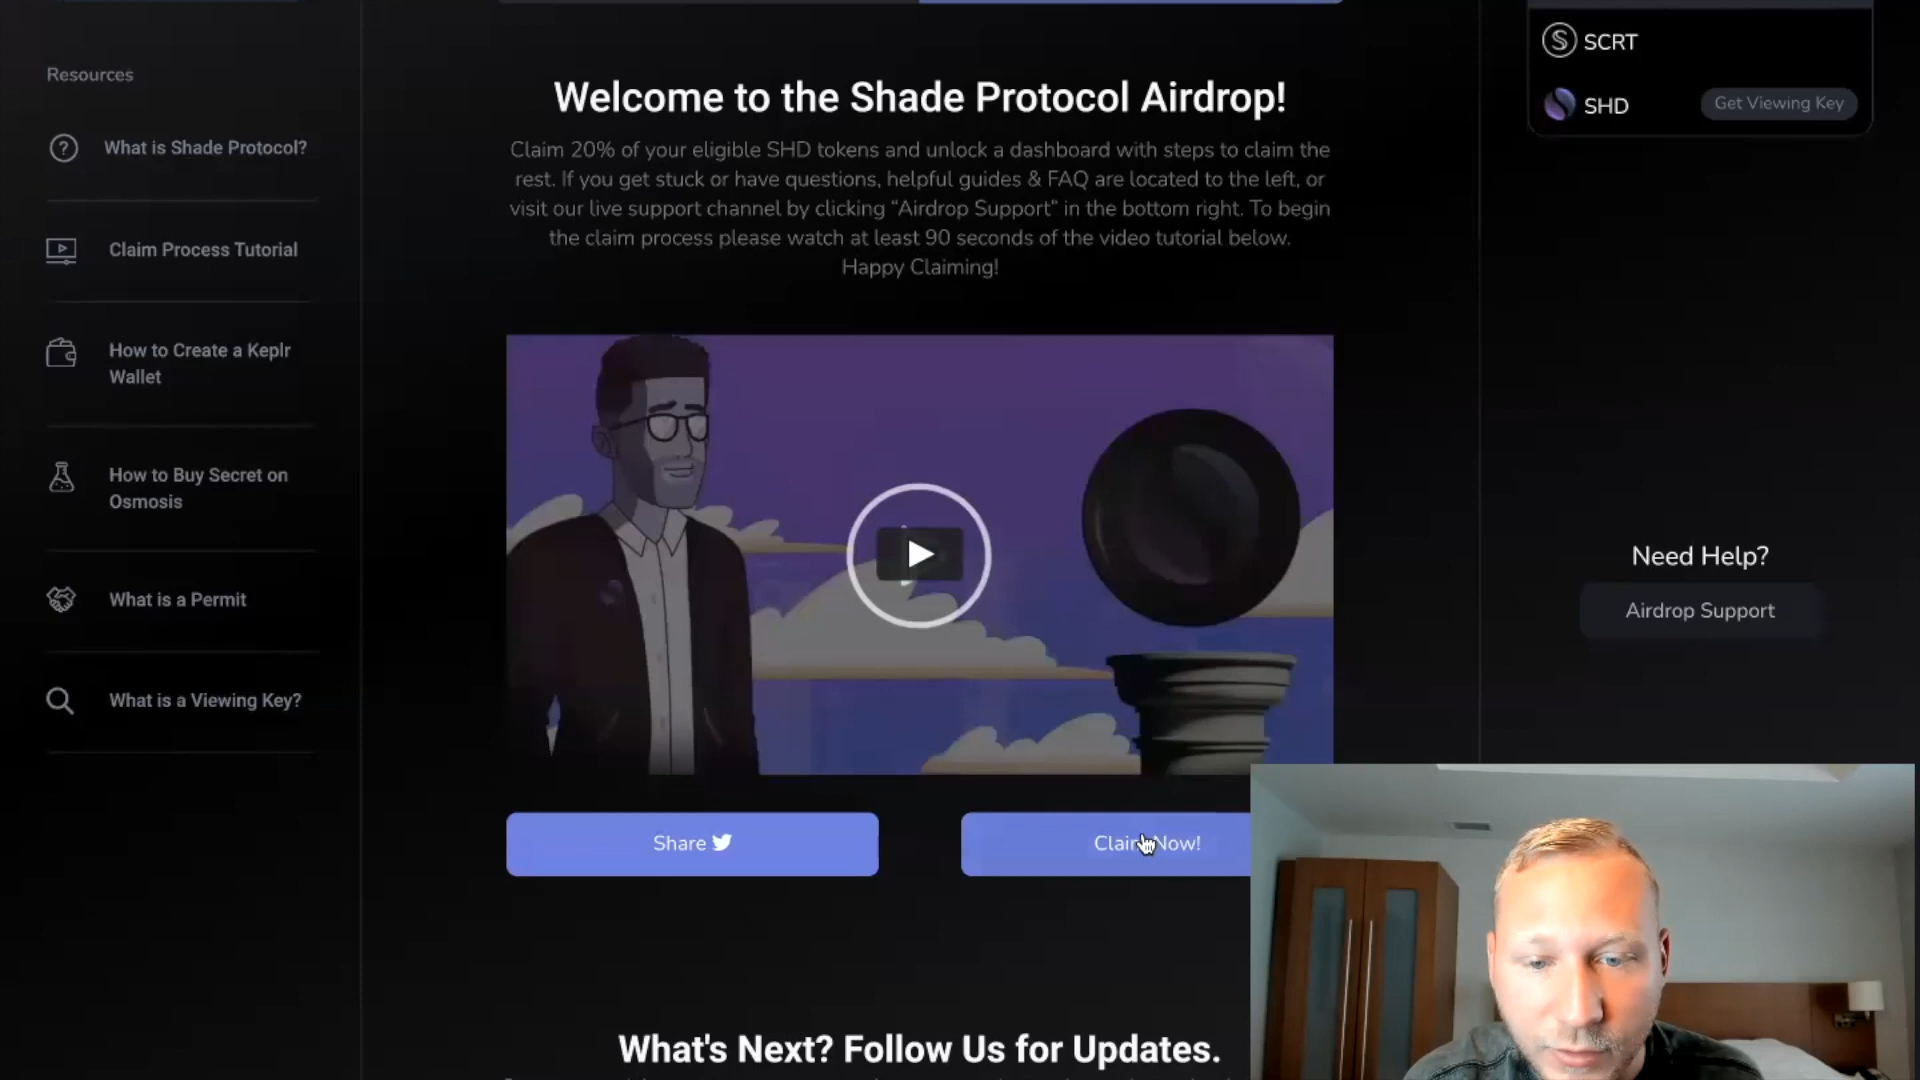 Resources
What is Shade Protocol?
Claim Process Tutorial
How to Create a Keplr
Wallet
How to Buy Secret on
Osmosis
What is a Permit
What is a Viewing Key?
Welcome to the Shade Protocol Airdrop!
Claim 20% of your eligible SHD tokens and unlock a dashboard with steps to claim the
rest. If you get stuck or have questions, helpful guides & FAQ are located to the left, or
visit our live support channel by clicking “Airdrop Support” in the bottom right. To begin
the claim process please watch at least 90 seconds of the video tutorial below.
Happy Claiming!
Share
Claim Now!
What's Next? Follow Us for Updates.
SCRT
SHD
Get Viewing Key
Need Help?
Airdrop Support